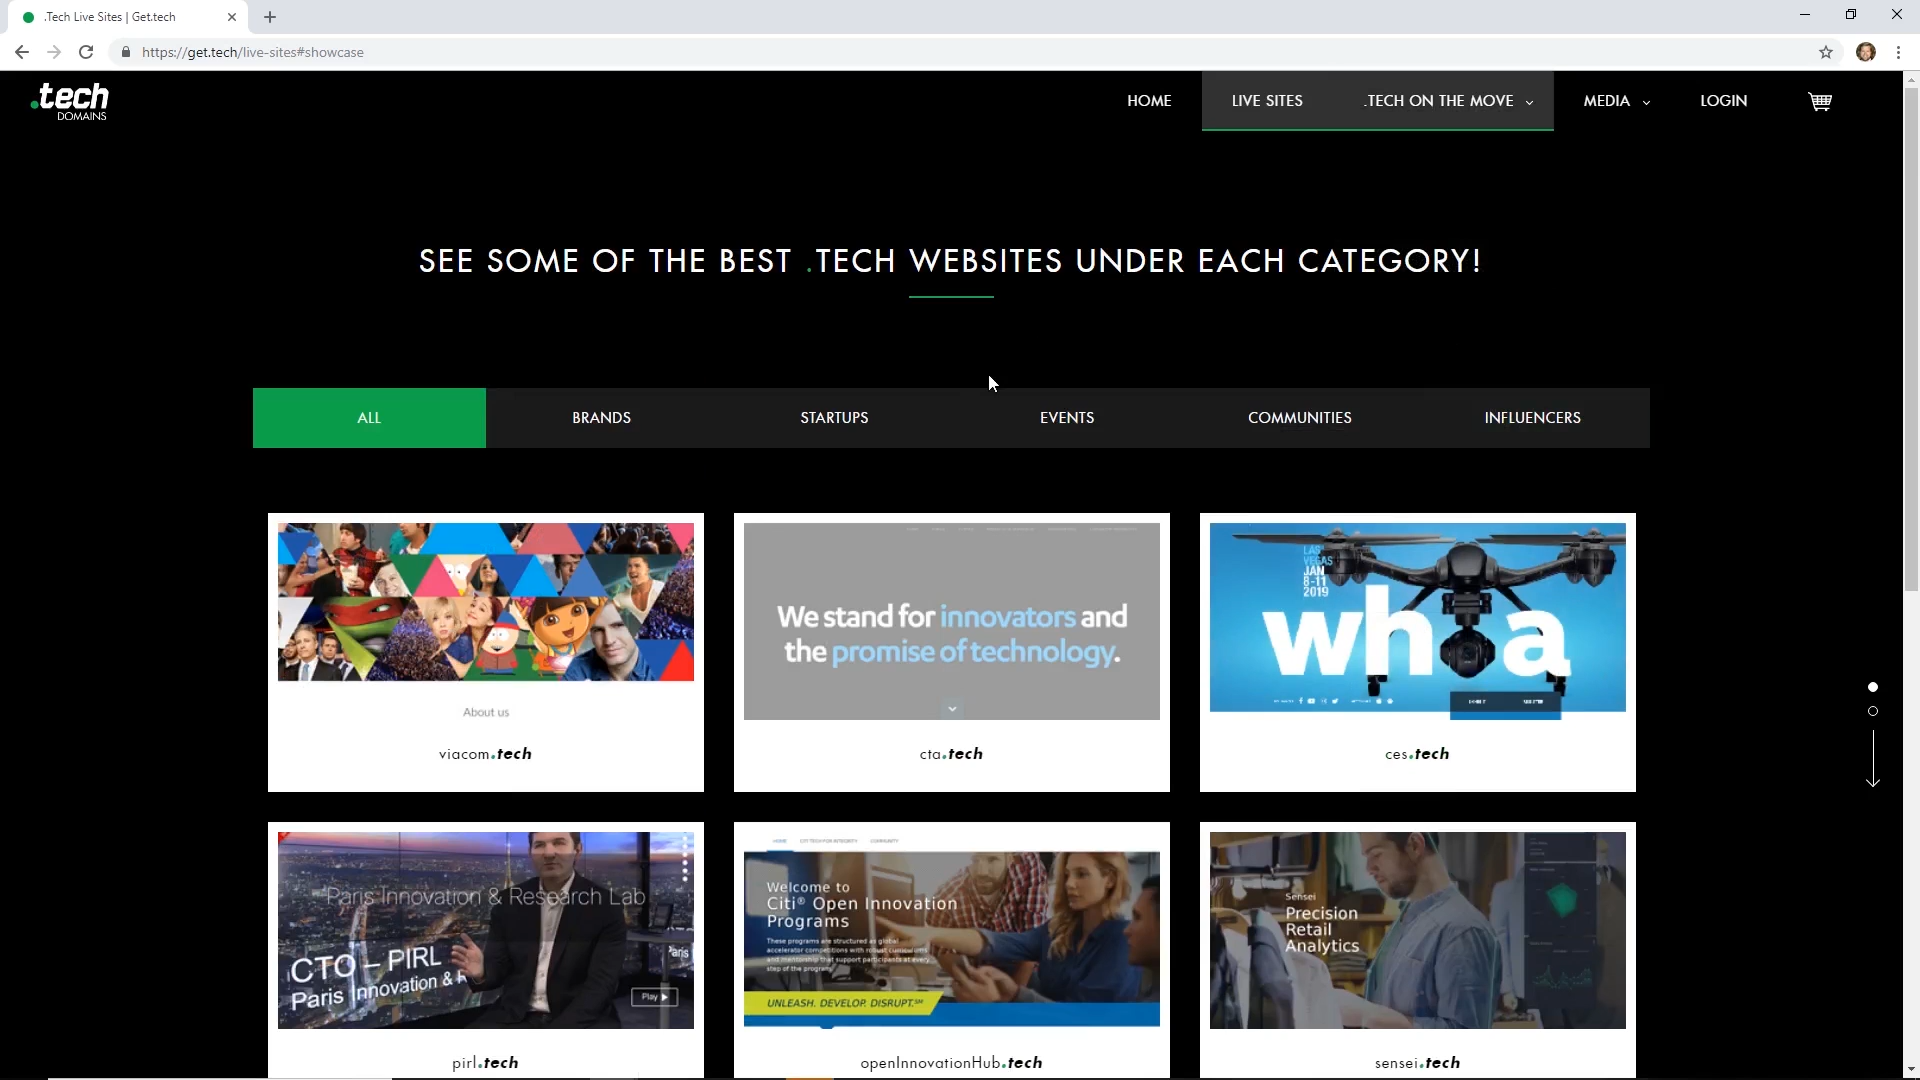 .Tech Live Sites | Get.tech
https://get.tech/live-sites#showcase
.tech
DOMAINS
HOME
LIVE SITES
.TECH ON THE MOVE
MEDIA
LOGIN
SEE SOME OF THE BEST .TECH WEBSITES UNDER EACH CATEGORY!
ALL
BRANDS
STARTUPS
EVENTS
COMMUNITIES
INFLUENCERS
About us
viacom.tech
We stand for innovators and
the promise of technology.
cta.tech
LAS
VEGAS
JAN
8-11
2019
wh a
ces.tech
Paris Innovation & Research Lab
CTO – PIRL
Paris Innovation & R
Paris
Play
pirl.tech
HOME
CITI TECH FOR INTEGRITY
COMMUNITY
Welcome to
Citi® Open Innovation
Programs
These programs are structured as global
accelerator competitions with robust curriculums
and mentorship that support participants at every
step of the program.
UNLEASH. DEVELOP. DISRUPT.℠
openInnovationHub.tech
Sensei
Precision
Retail
Analytics
sensei.tech